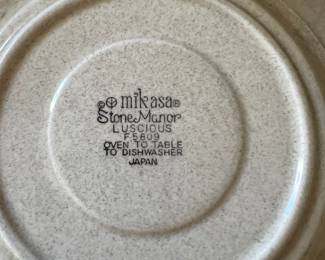 © mikasa®
Stone Manor
LUSCIOUS
F5809
OVEN TO TABLE
TO DISHWASHER
JAPAN